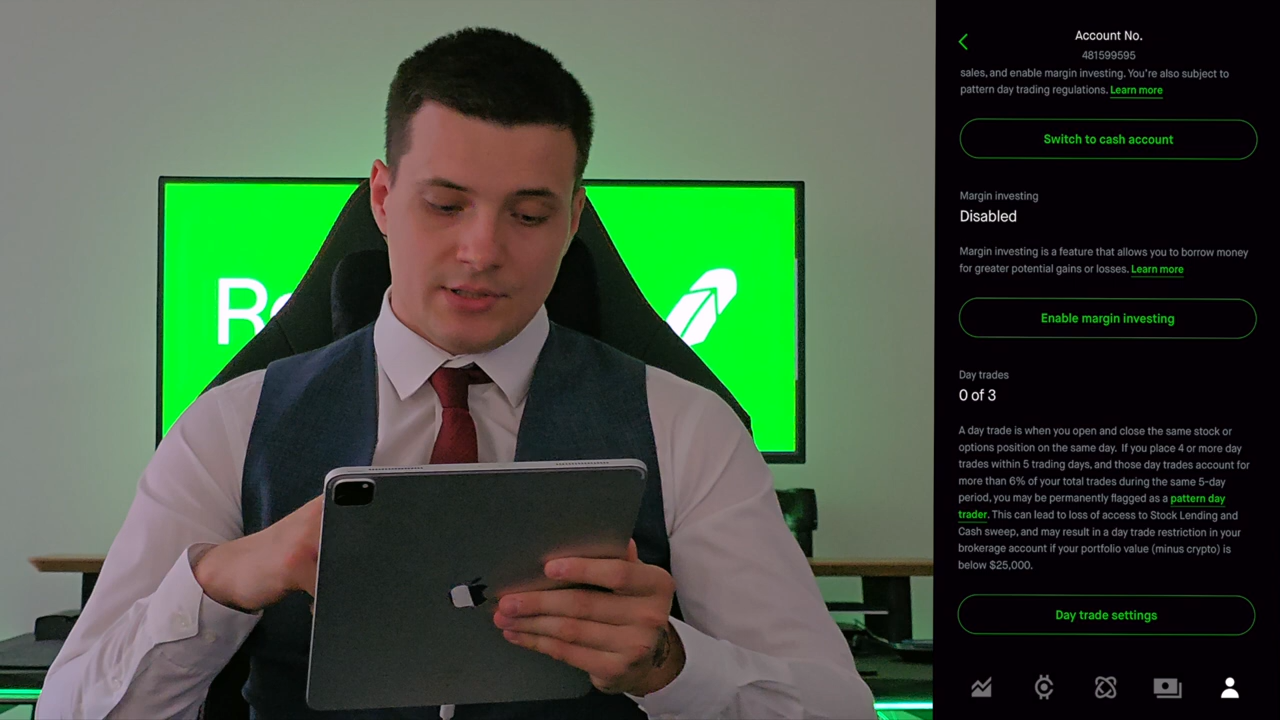 Account No.
481599595
sales, and enable margin investing. You're also subject to
pattern day trading regulations. Learn more
Switch to cash account
Margin investing
Disabled
Margin investing is a feature that allows you to borrow money
for greater potential gains or losses. Learn more
Enable margin investing
Day trades
0 of 3
A day trade is when you open and close the same stock or
options position on the same day. If you place 4 or more day
trades within 5 trading days, and those day trades account for
more than 6% of your total trades during the same 5-day
period, you may be permanently flagged as a pattern day
trader. This can lead to loss of access to Stock Lending and
Cash sweep, and may result in a day trade restriction in your
brokerage account if your portfolio value (minus crypto) is
below $25,000.
Day trade settings